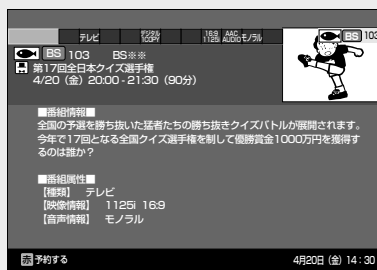 テレビ デジタル 1COPY 16:9 1125i AAC AUDIO モノラル
BS 103
BS 103 BS※※
第17回全日本クイズ選手権
4/20（金）20:00 - 21:30（90分）
■番組情報■
全国の予選を勝ち抜いた猛者たちの勝ち抜きクイズバトルが展開されます。
今年で17回となる全国クイズ選手権を制して優勝賞金1000万円を獲得す
るのは誰か？
■番組属性■
【種類】 テレビ
【映像情報】 1125i 16:9
【音声情報】 モノラル
赤 予約する
4月20日（金）14：30